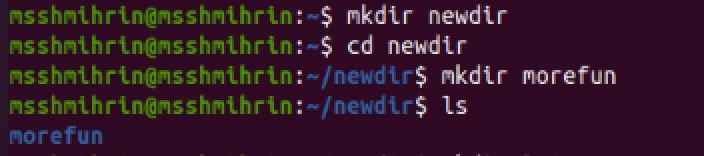 msshmihrin@msshmihrin:~$ mkdir newdir
msshmihrin@msshmihrin:~$ cd newdir
msshmihrin@msshmihrin:~/newdir$ mkdir morefun
msshmihrin@msshmihrin:~/newdir$ ls
morefun